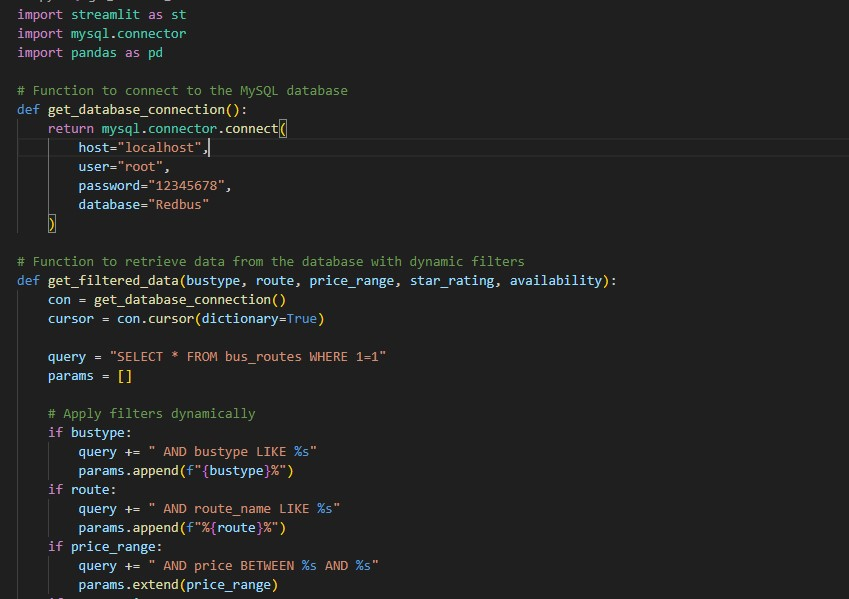 import streamlit as st
import mysql.connector
import pandas as pd
# Function to connect to the MySQL database
def get_database_connection():
    return mysql.connector.connect(
        host="localhost",
        user="root",
        password="12345678",
        database="Redbus"
    )
# Function to retrieve data from the database with dynamic filters
def get_filtered_data(bustype, route, price_range, star_rating, availability):
    con = get_database_connection()
    cursor = con.cursor(dictionary=True)
    query = "SELECT * FROM bus_routes WHERE 1=1"
    params = []
    # Apply filters dynamically
    if bustype:
        query += " AND bustype LIKE %s"
        params.append(f"{bustype}%")
    if route:
        query += " AND route_name LIKE %s"
        params.append(f"%{route}%")
    if price_range:
        query += " AND price BETWEEN %s AND %s"
        params.extend(price_range)